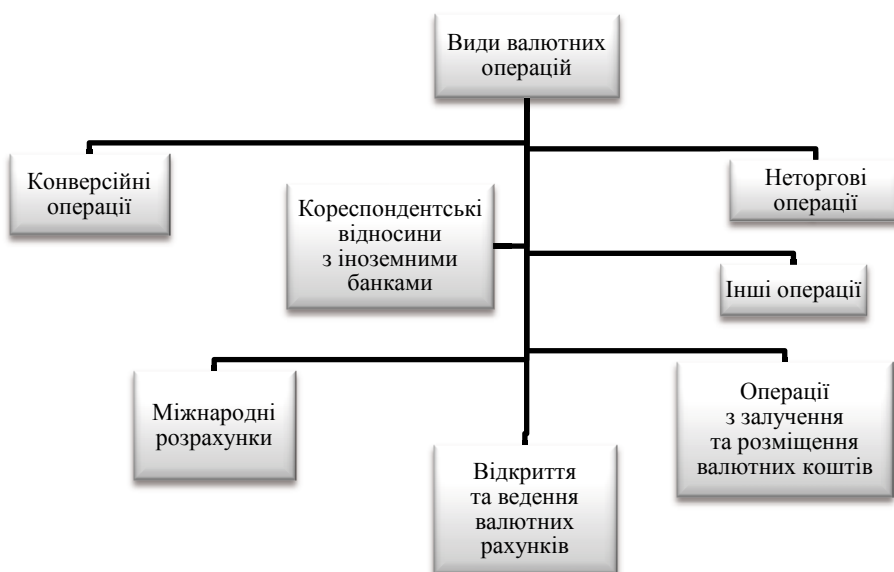 Види валютних
операцій
Конверсійні
операції
Неторгові
операції
Кореспондентські
відносини
з іноземними
банками
Інші операції
Міжнародні
розрахунки
Операції
з залучення
та розміщення
валютних коштів
Відкриття
та ведення
валютних
рахунків